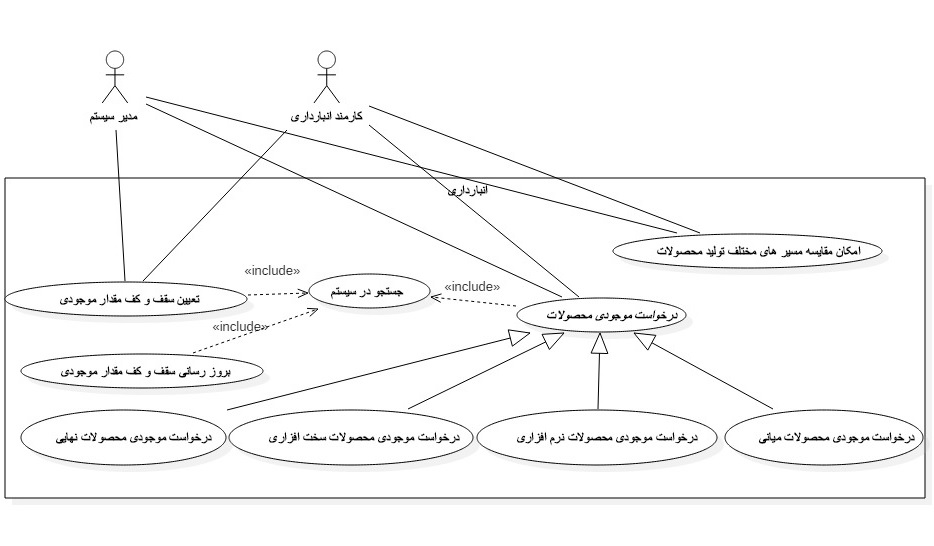 مدیر سیستم
کارمند انبارداری
انبارداری
امکان مقایسه مسیر های مختلف تولید محصولات
«include»
جستجو در سیستم
«include»
تعیین سقف و کف مقدار موجودی
درخواست موجودی محصولات
«include»
بروز رسانی سقف و کف مقدار موجودی
درخواست موجودی محصولات نهایی
درخواست موجودی محصولات سخت افزاری
درخواست موجودی محصولات نرم افزاری
درخواست موجودی محصولات میانی